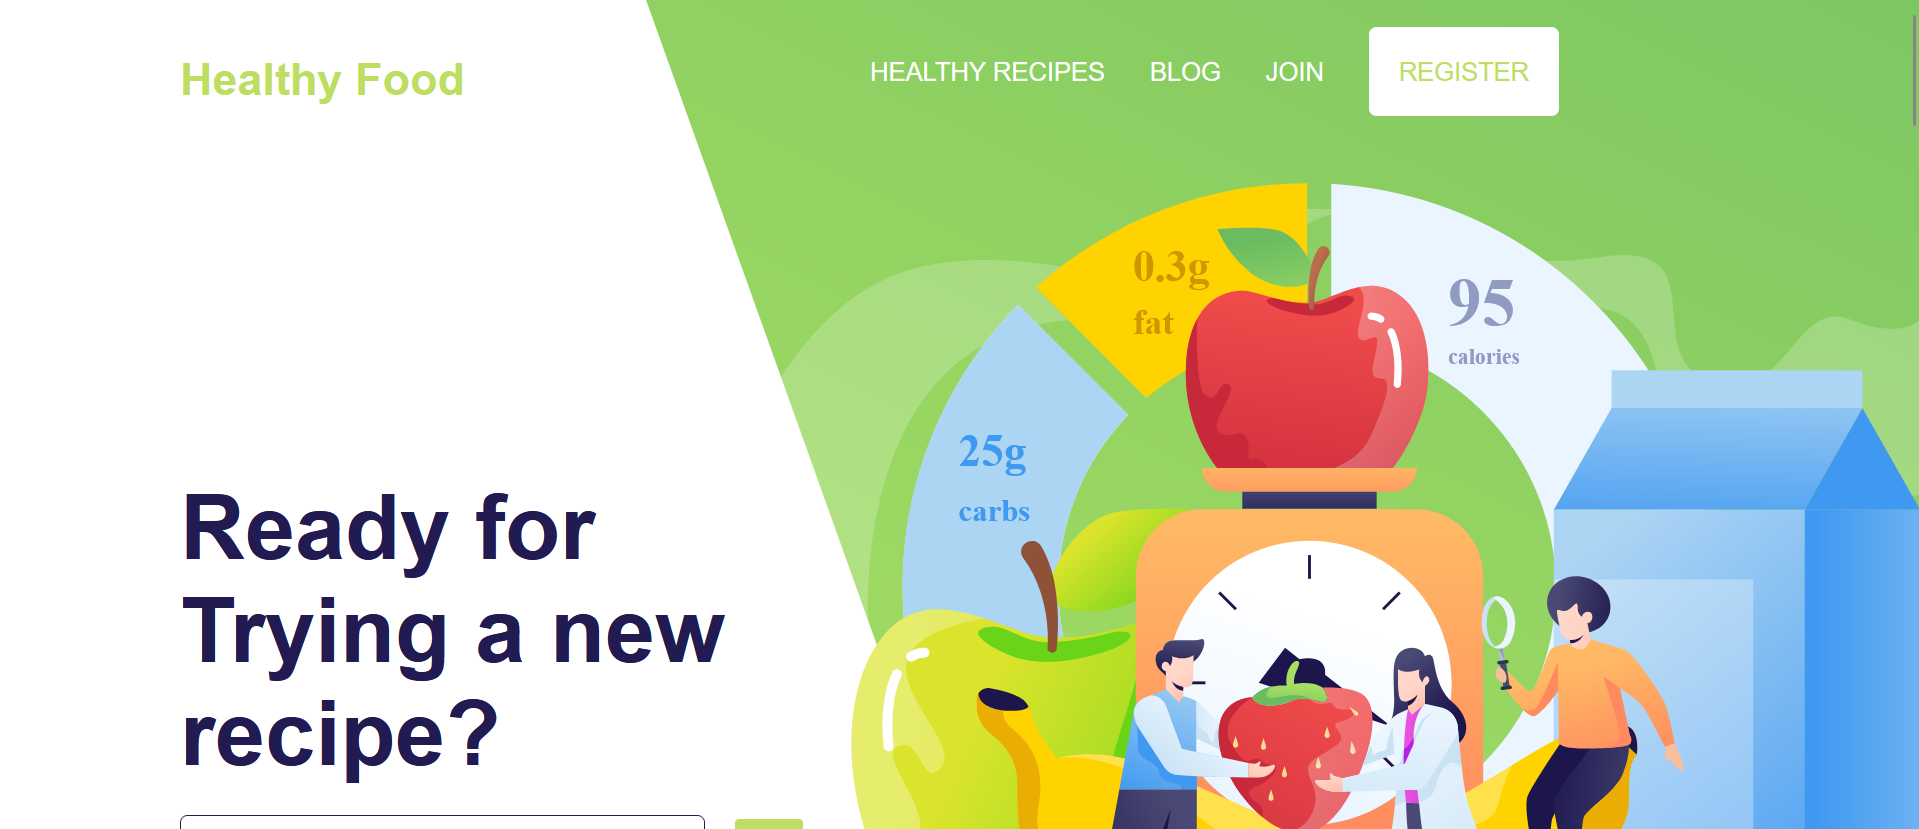 Healthy Food
HEALTHY RECIPES
BLOG
JOIN
REGISTER
0.3g
fat
95
calories
25g
carbs
Ready for
Trying a new
recipe?